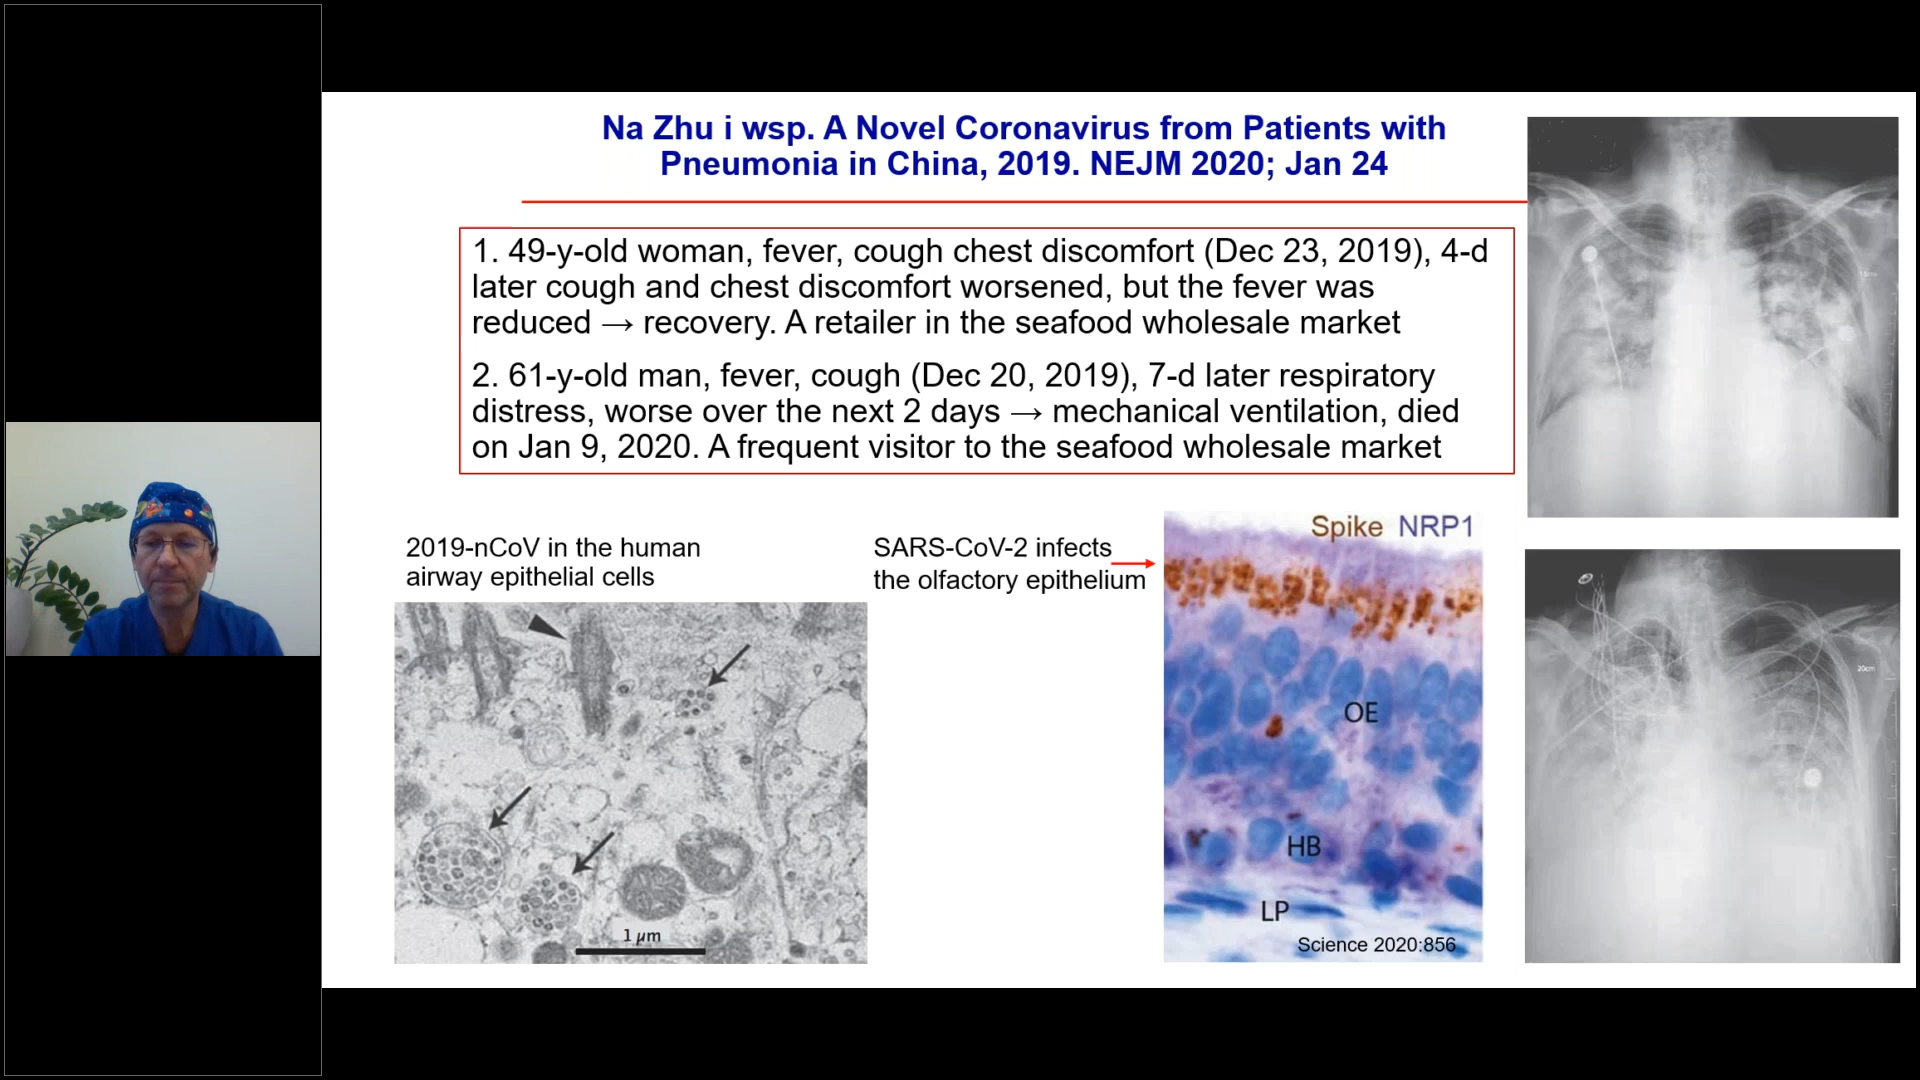 Na Zhu i wsp. A Novel Coronavirus from Patients with
Pneumonia in China, 2019. NEJM 2020; Jan 24
1. 49-y-old woman, fever, cough chest discomfort (Dec 23, 2019), 4-d
later cough and chest discomfort worsened, but the fever was
reduced → recovery. A retailer in the seafood wholesale market
2. 61-y-old man, fever, cough (Dec 20, 2019), 7-d later respiratory
distress, worse over the next 2 days → mechanical ventilation, died
on Jan 9, 2020. A frequent visitor to the seafood wholesale market
2019-nCoV in the human
airway epithelial cells
1 µm
SARS-CoV-2 infects
the olfactory epithelium
Spike NRP1
OE
HB
LP
Science 2020:856
20cm